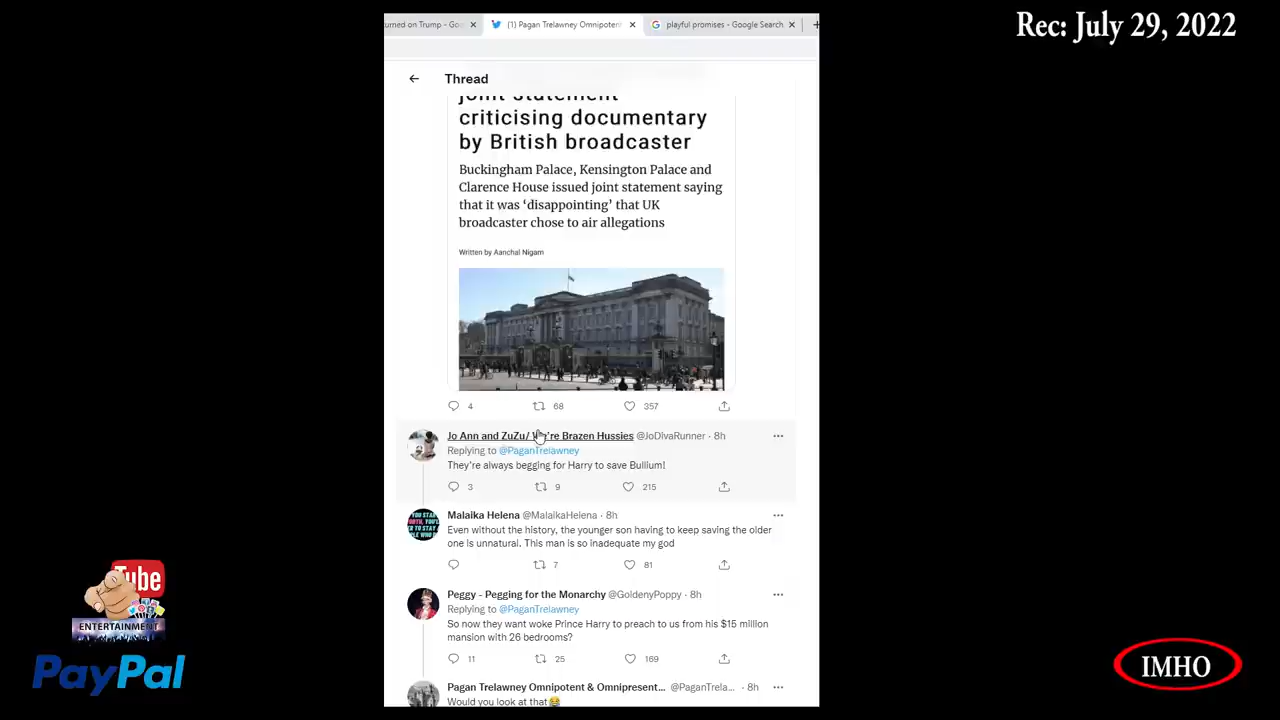 Rec: July 29, 2022
urned on Trump - Goo
(1) Pagan Trelawney Omnipotent
playful promises - Google Search
Thread
joint statement
criticising documentary
by British broadcaster
Buckingham Palace, Kensington Palace and
Clarence House issued joint statement saying
that it was ‘disappointing’ that UK
broadcaster chose to air allegations
Written by Aanchal Nigam
4 68 357
Jo Ann and ZuZu/ We're Brazen Hussies @JoDivaRunner · 8h
Replying to @PaganTrelawney
They're always begging for Harry to save Bullium!
3 9 215
Malaika Helena @MalaikaHelena · 8h
Even without the history, the younger son having to keep saving the older
one is unnatural. This man is so inadequate my god
7 81
Peggy - Pegging for the Monarchy @GoldenyPoppy · 8h
Replying to @PaganTrelawney
So now they want woke Prince Harry to preach to us from his $15 million
mansion with 26 bedrooms?
11 25 169
Pagan Trelawney Omnipotent & Omnipresent... @PaganTrela... · 8h
Would you look at that😂
Tube
ENTERTAINMENT
PayPal
IMHO